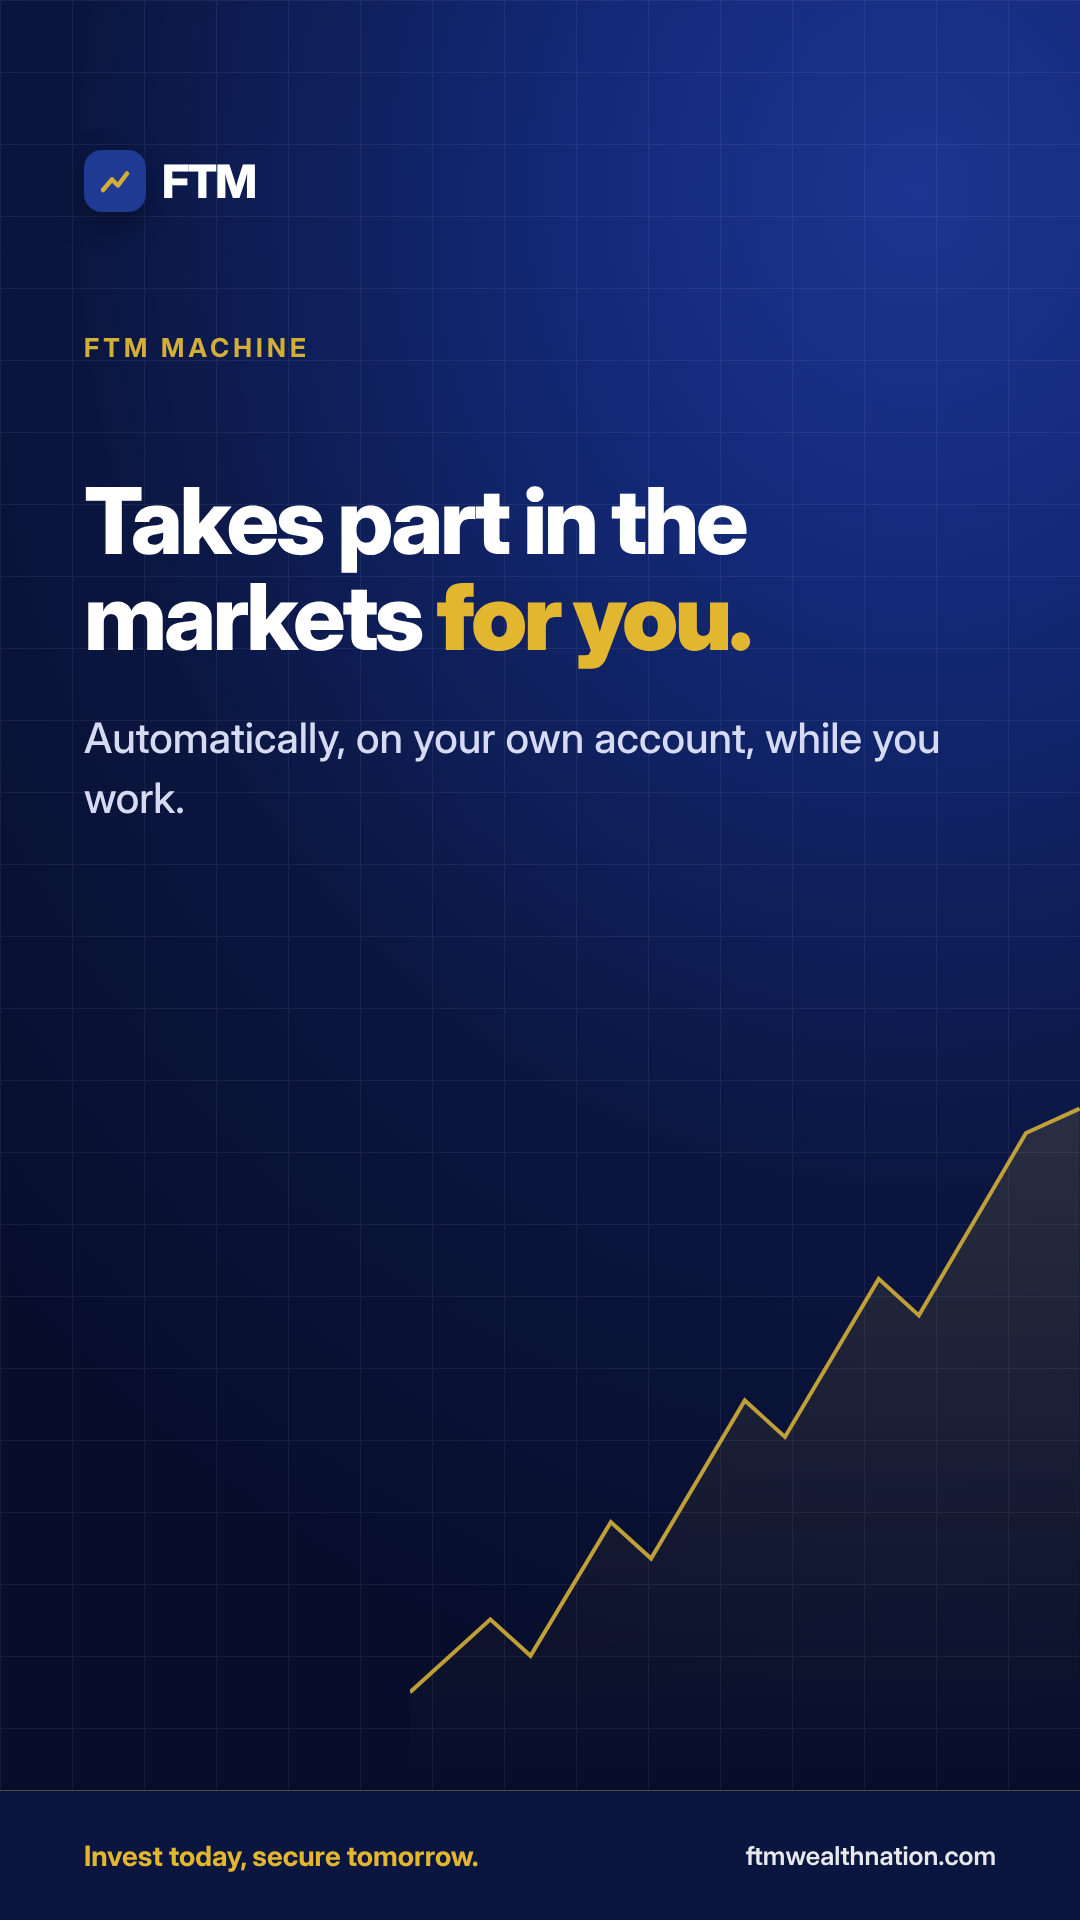 FTM
FTM MACHINE
Takes part in the
markets for you.
Automatically, on your own account, while you
work.
Invest today, secure tomorrow.
ftmwealthnation.com